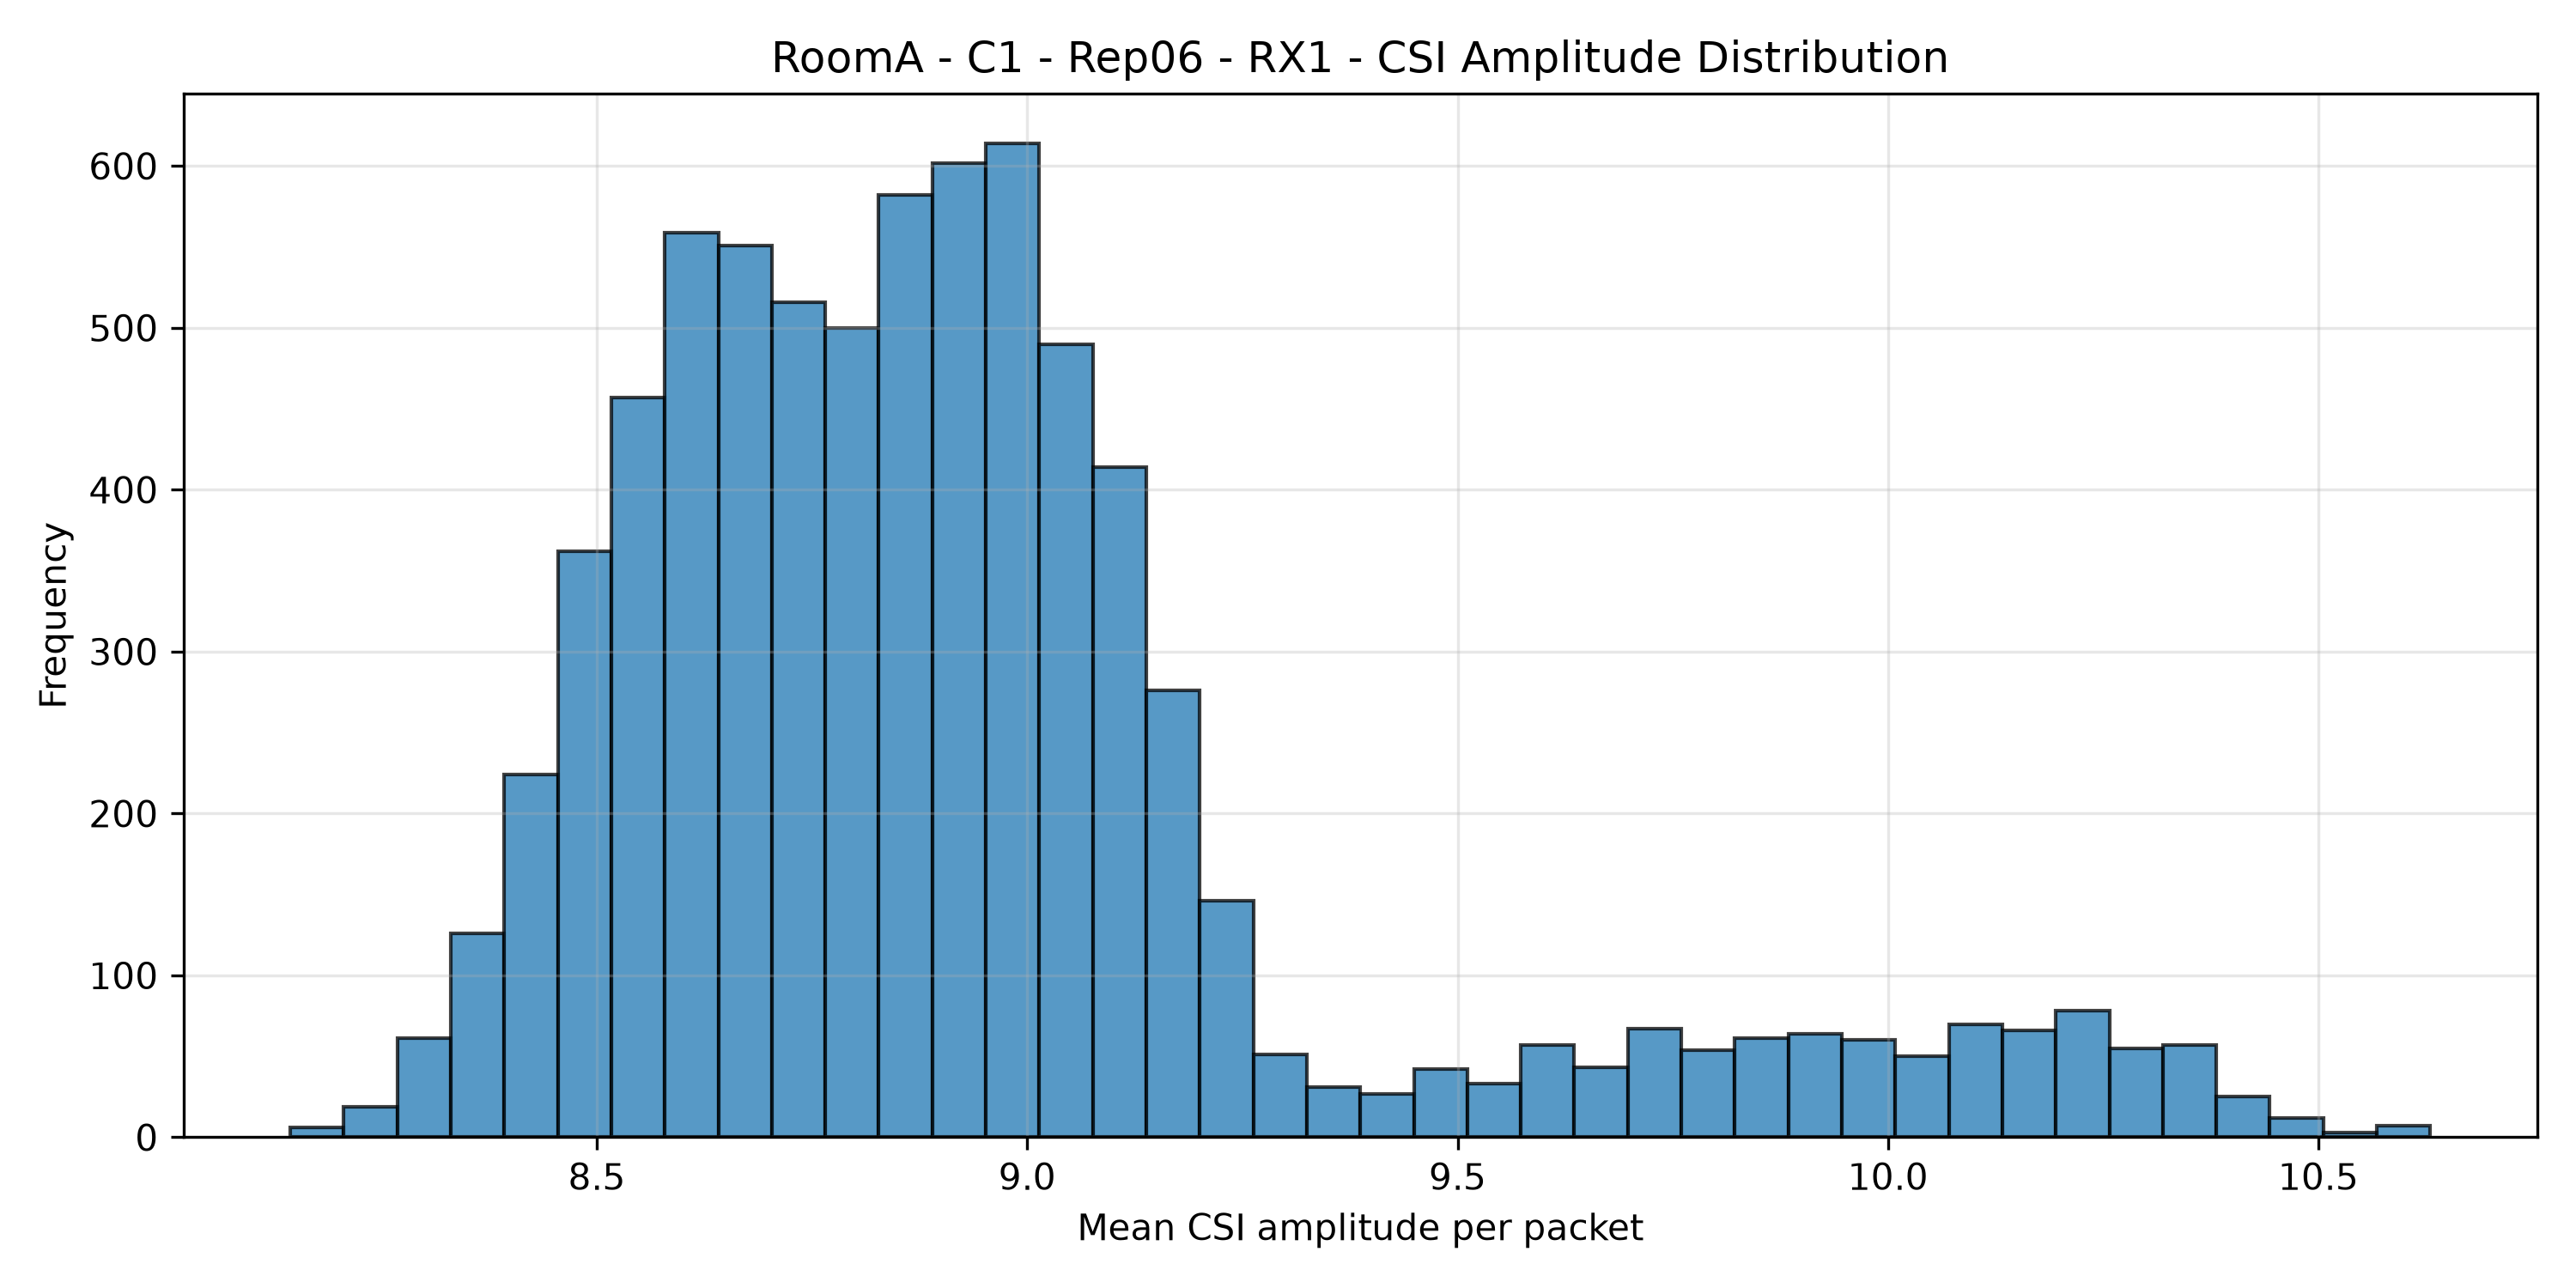 RoomA - C1 - Rep06 - RX1 - CSI Amplitude Distribution
Frequency
600
500
400
300
200
100
0
8.5 9.0 9.5 10.0 10.5
Mean CSI amplitude per packet